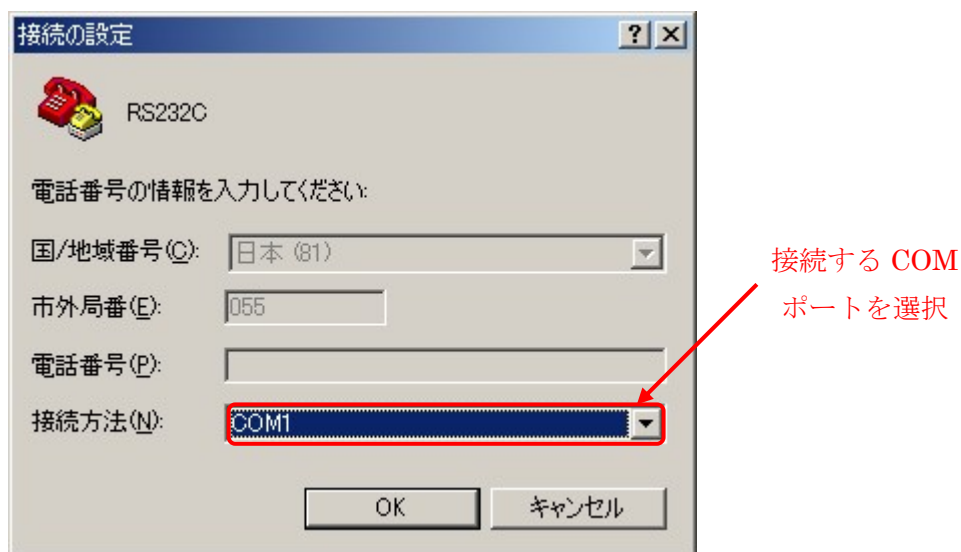 接続の設定
RS232C
電話番号の情報を入力してください:
国/地域番号(C): 日本 (81)
市外局番(E): 055
電話番号(P):
接続方法(N): COM1
OK キャンセル
接続する COM
ポートを選択